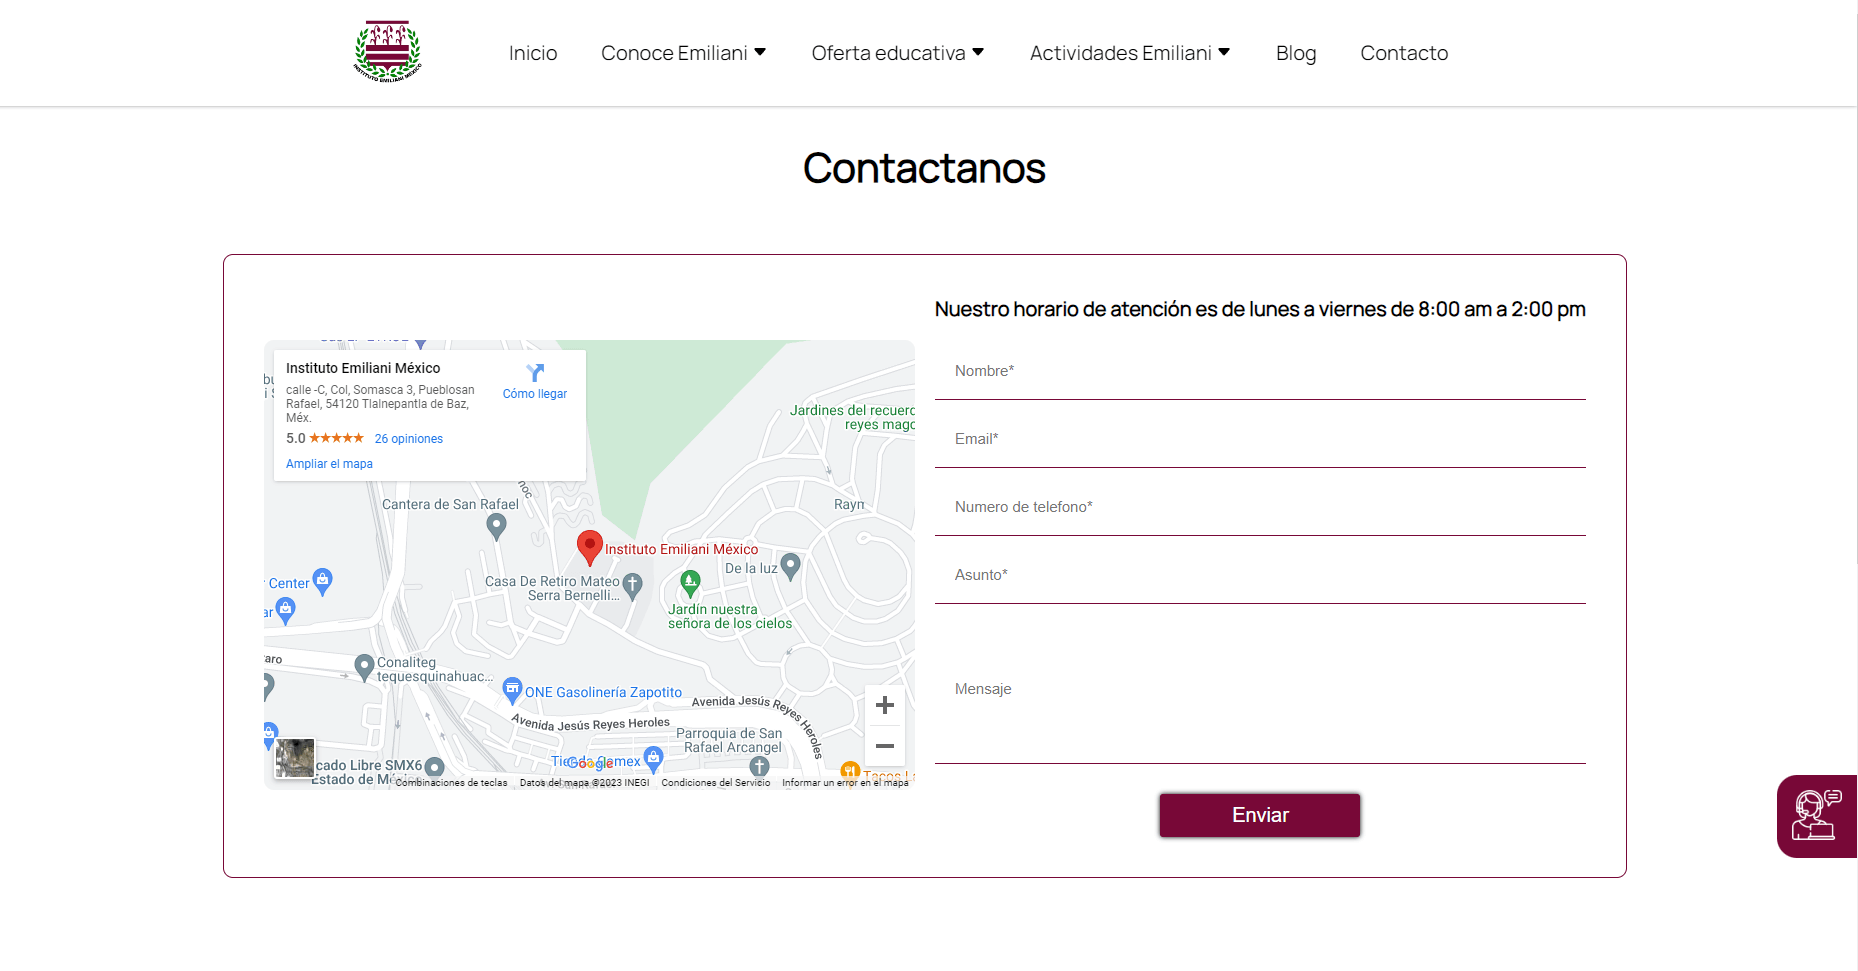 INSTITUTO EMILIANI MÉXICO
Inicio
Conoce Emiliani
Oferta educativa
Actividades Emiliani
Blog
Contacto
Contactanos
Nuestro horario de atención es de lunes a viernes de 8:00 am a 2:00 pm
Instituto Emiliani México
calle -C, Col, Somasca 3, Pueblosan
Rafael, 54120 Tlalnepantla de Baz,
Méx.
5.0
26 opiniones
Ampliar el mapa
Cómo llegar
Jardines del recuerd
reyes mago
Cantera de San Rafael
Raym
Instituto Emiliani México
De la luz
Casa De Retiro Mateo
Serra Bernelli...
Center
ar
Jardín nuestra
señora de los cielos
aro
Conaliteg
tequesquinahuac...
ONE Gasolinería Zapotito
Avenida Jesús Reyes Heroles
Avenida Jesús Reyes Heroles
Parroquia de San
Rafael Arcangel
Tienda Gemex
Google
cado Libre SMX6
Estado de Mé
Tacos La
Combinaciones de teclas
Datos del mapa ©2023 INEGI
Condiciones del Servicio
Informar un error en el mapa
Nombre*
Email*
Numero de telefono*
Asunto*
Mensaje
Enviar